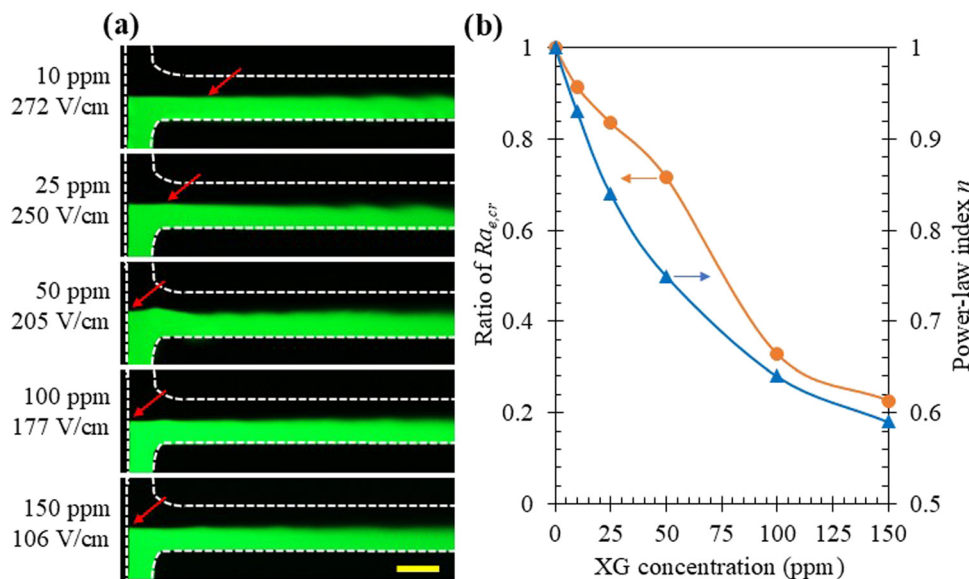 (a)
10 ppm
272 V/cm
25 ppm
250 V/cm
50 ppm
205 V/cm
100 ppm
177 V/cm
150 ppm
106 V/cm
(b)
Ratio of Ra_e,cr
1
0.8
0.6
0.4
0.2
0
1
0.9
0.8
0.7
0.6
0.5
Power-law index n
0 25 50 75 100 125 150
XG concentration (ppm)